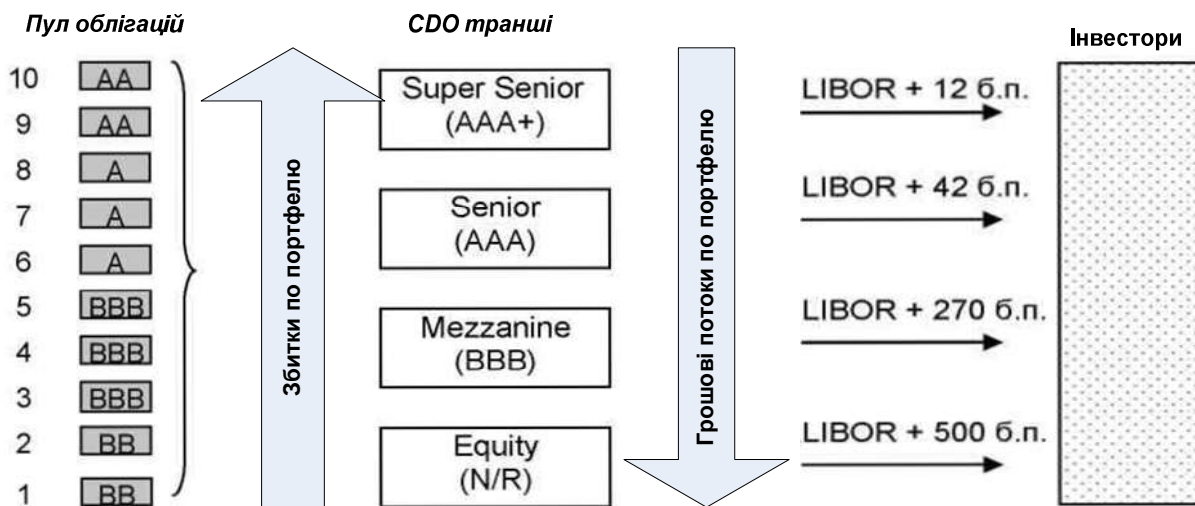 Пул облігацій
CDO транші
Інвестори
10 AA
9 AA
8 A
7 A
6 A
5 BBB
4 BBB
3 BBB
2 BB
1 BB
Збитки по портфелю
Super Senior
(AAA+)
Senior
(AAA)
Mezzanine
(BBB)
Equity
(N/R)
Грошові потоки по портфелю
LIBOR + 12 б.п.
LIBOR + 42 б.п.
LIBOR + 270 б.п.
LIBOR + 500 б.п.